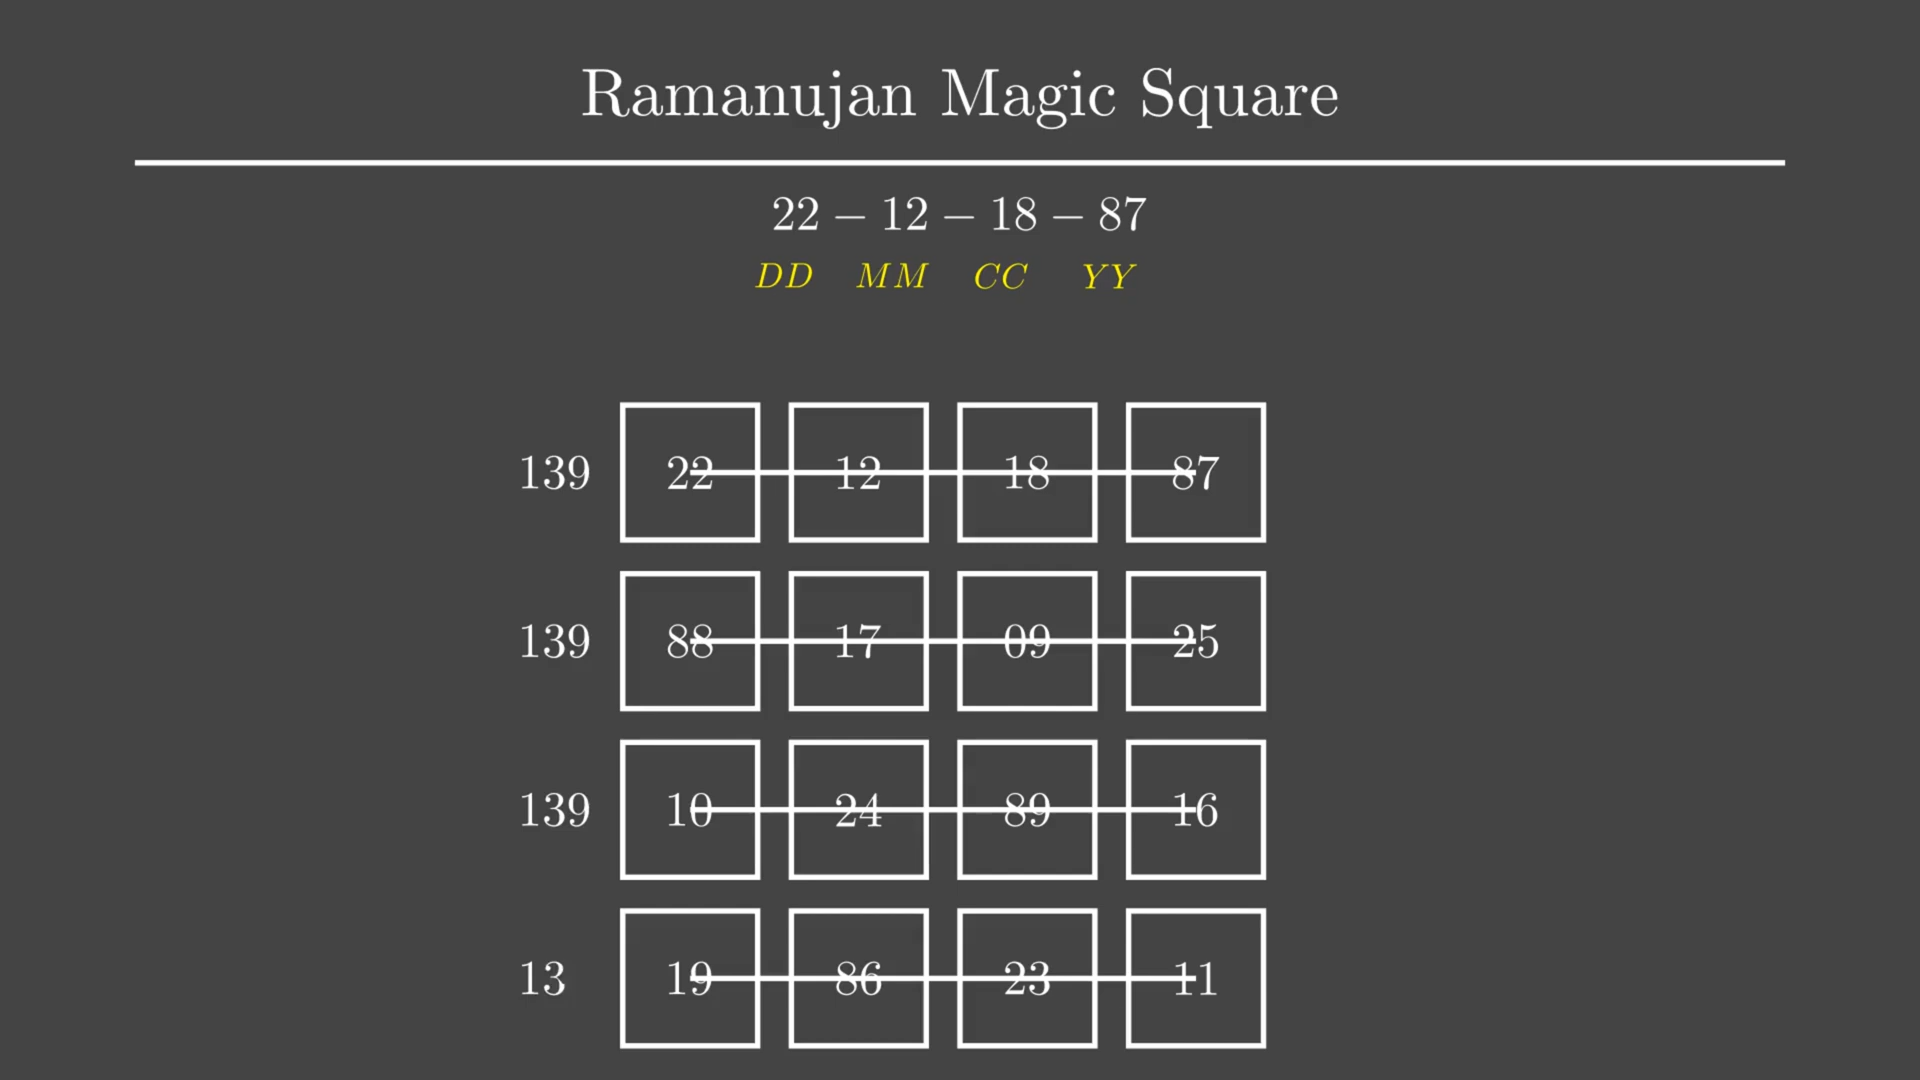 Ramanujan Magic Square
22 – 12 – 18 – 87
DD MM CC YY
139 22 12 18 87
139 88 17 09 25
139 10 24 89 16
13 19 86 23 11